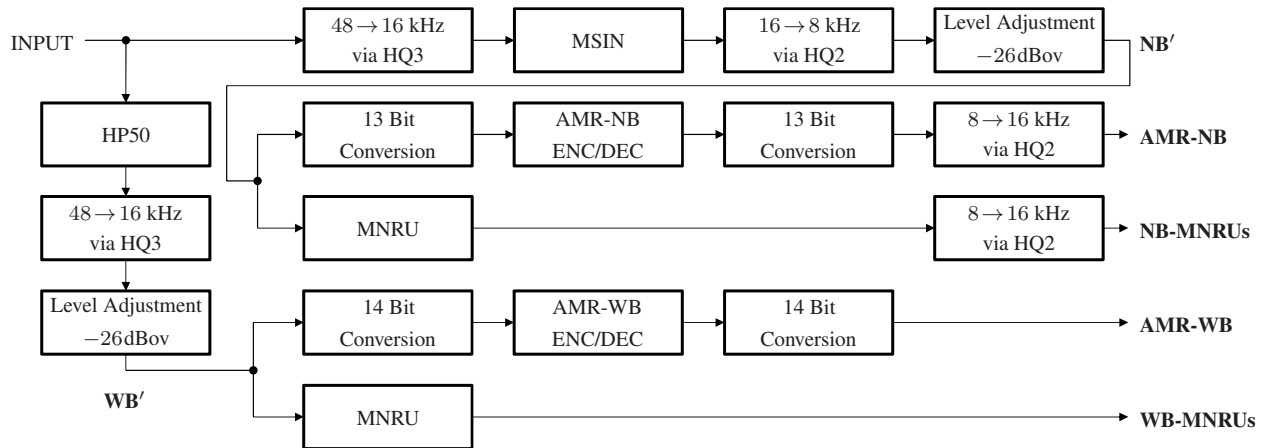 INPUT
48→16 kHz
via HQ3
MSIN
16→8 kHz
via HQ2
Level Adjustment
−26dBov
NB′
HP50
13 Bit
Conversion
AMR-NB
ENC/DEC
13 Bit
Conversion
8→16 kHz
via HQ2
AMR-NB
48→16 kHz
via HQ3
MNRU
8→16 kHz
via HQ2
NB-MNRUs
Level Adjustment
−26dBov
14 Bit
Conversion
AMR-WB
ENC/DEC
14 Bit
Conversion
AMR-WB
WB′
MNRU
WB-MNRUs